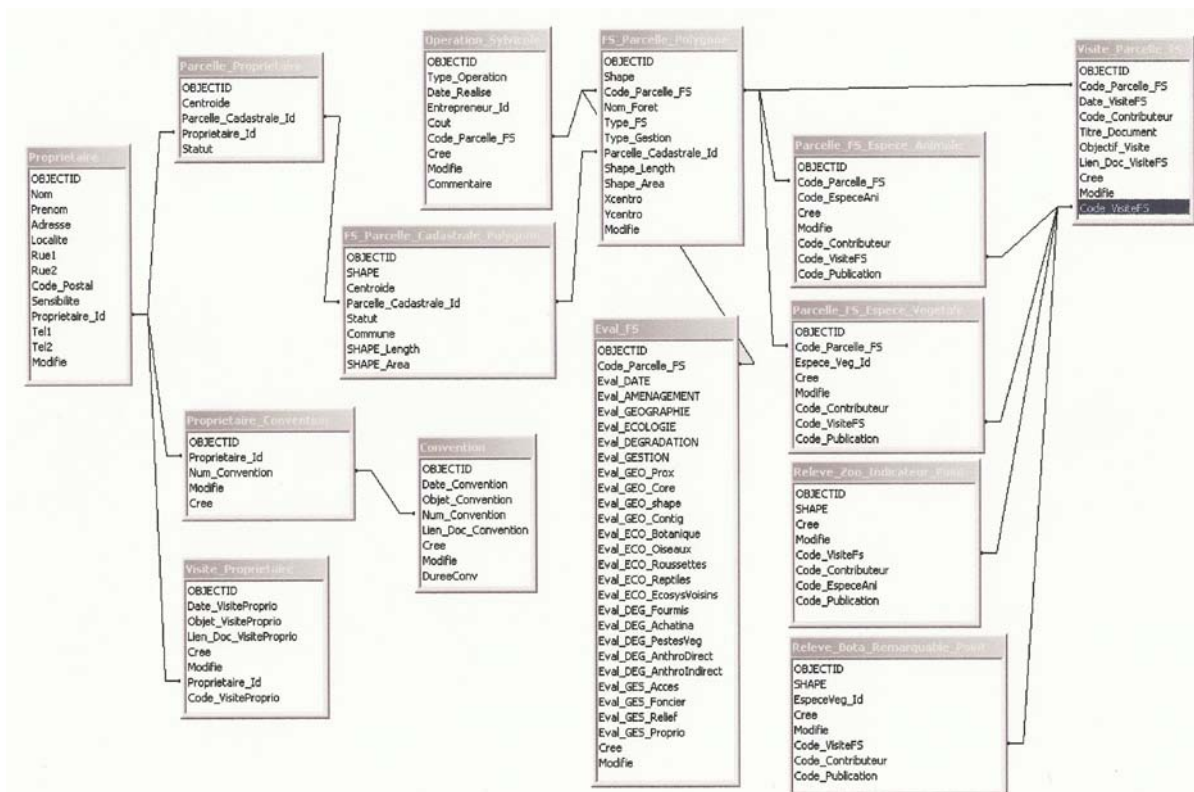 Proprietaire
OBJECTID
Nom
Prenom
Adresse
Localite
Rue1
Rue2
Code_Postal
Sensibilite
Proprietaire_Id
Tel1
Tel2
Modifie
Parcelle_Proprietaire
OBJECTID
Centroide
Parcelle_Cadastrale_Id
Proprietaire_Id
Statut
Proprietaire_Convention
OBJECTID
Proprietaire_Id
Num_Convention
Modifie
Cree
Visite_Proprietaire
OBJECTID
Date_VisiteProprio
Objet_VisiteProprio
Lien_Doc_VisiteProprio
Cree
Modifie
Proprietaire_Id
Code_VisiteProprio
Operation_Sylvicole
OBJECTID
Type_Operation
Date_Realise
Entrepreneur_Id
Cout
Code_Parcelle_FS
Cree
Modifie
Commentaire
FS_Parcelle_Cadastrale_Polygone
OBJECTID
SHAPE
Centroide
Parcelle_Cadastrale_Id
Statut
Commune
SHAPE_Length
SHAPE_Area
Convention
OBJECTID
Date_Convention
Objet_Convention
Num_Convention
Lien_Doc_Convention
Cree
Modifie
DureeConv
FS_Parcelle_Polygone
OBJECTID
Shape
Code_Parcelle_FS
Nom_Foret
Type_FS
Type_Gestion
Parcelle_Cadastrale_Id
Shape_Length
Shape_Area
Xcentro
Ycentro
Modifie
Eval_FS
OBJECTID
Code_Parcelle_FS
Eval_DATE
Eval_AMENAGEMENT
Eval_GEOGRAPHIE
Eval_ECOLOGIE
Eval_DEGRADATION
Eval_GESTION
Eval_GEO_Prox
Eval_GEO_Core
Eval_GEO_shape
Eval_GEO_Contig
Eval_ECO_Botanique
Eval_ECO_Oiseaux
Eval_ECO_Roussettes
Eval_ECO_Reptiles
Eval_ECO_EcosysVoisins
Eval_DEG_Fourmis
Eval_DEG_Achatina
Eval_DEG_PestesVeg
Eval_DEG_AnthroDirect
Eval_DEG_AnthroIndirect
Eval_GES_Acces
Eval_GES_Foncier
Eval_GES_Relief
Eval_GES_Proprio
Cree
Modifie
Parcelle_FS_Espece_Animale
OBJECTID
Code_Parcelle_FS
Code_EspeceAni
Cree
Modifie
Code_Contributeur
Code_VisiteFS
Code_Publication
Parcelle_FS_Espece_Vegetale
OBJECTID
Code_Parcelle_FS
Espece_Veg_Id
Cree
Modifie
Code_Contributeur
Code_VisiteFS
Code_Publication
Releve_Zoo_Indicateur_Point
OBJECTID
SHAPE
Cree
Modifie
Code_VisiteFs
Code_Contributeur
Code_EspeceAni
Code_Publication
Releve_Bota_Remarquable_Point
OBJECTID
SHAPE
EspeceVeg_Id
Cree
Modifie
Code_VisiteFS
Code_Contributeur
Code_Publication
Visite_Parcelle_FS
OBJECTID
Code_Parcelle_FS
Date_VisiteFS
Code_Contributeur
Titre_Document
Objectif_Visite
Lien_Doc_VisiteFS
Cree
Modifie
Code_VisiteFS